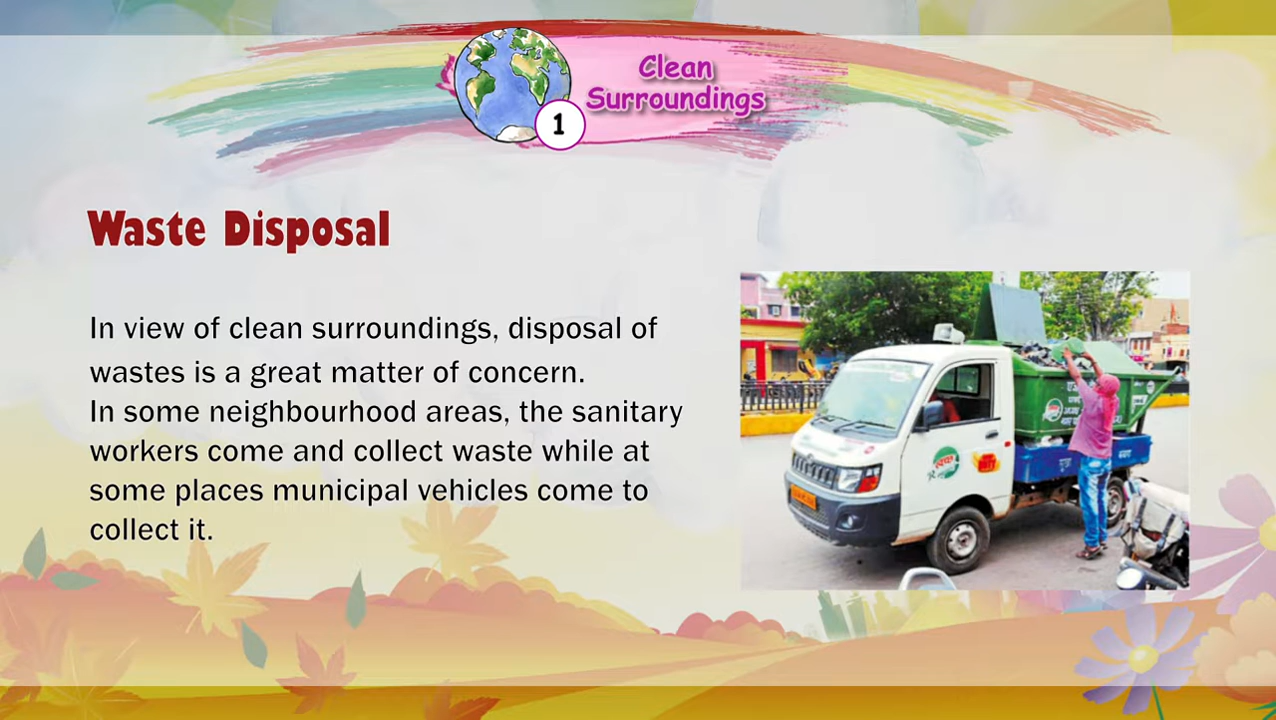 Clean
Surroundings
1
Waste Disposal
In view of clean surroundings, disposal of
wastes is a great matter of concern.
In some neighbourhood areas, the sanitary
workers come and collect waste while at
some places municipal vehicles come to
collect it.